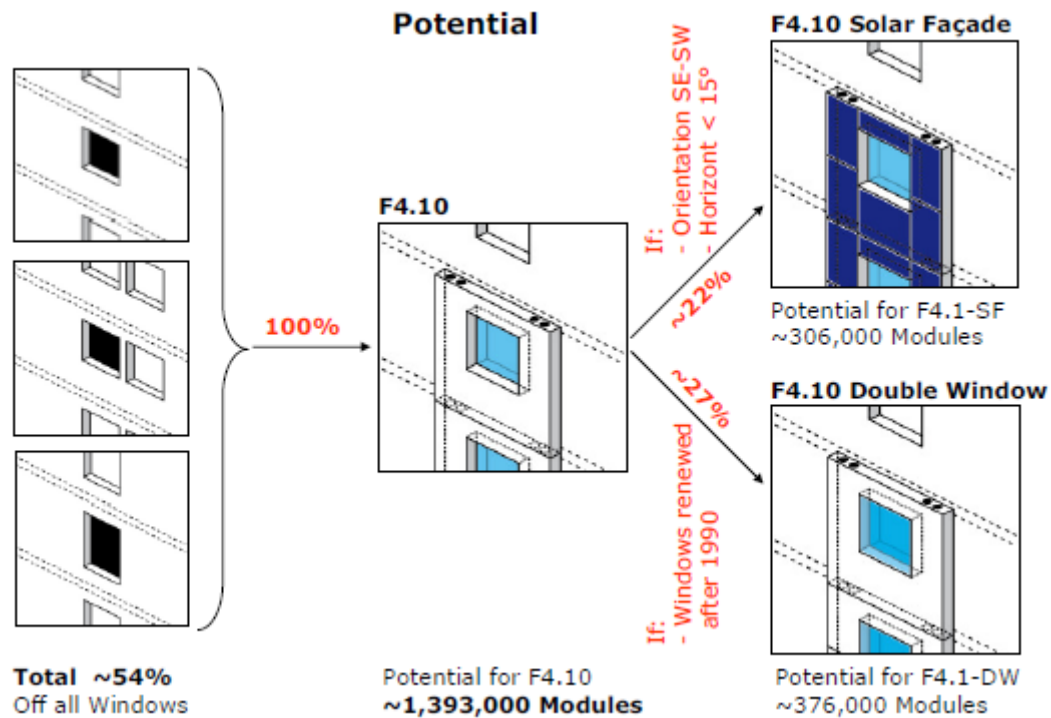 Potential
Total ~54%
Off all Windows
100%
F4.10
Potential for F4.10
~1,393,000 Modules
If:
- Orientation SE-SW
- Horizont < 15°
~22%
F4.10 Solar Façade
Potential for F4.1-SF
~306,000 Modules
~27%
If:
- Windows renewed
after 1990
F4.10 Double Window
Potential for F4.1-DW
~376,000 Modules